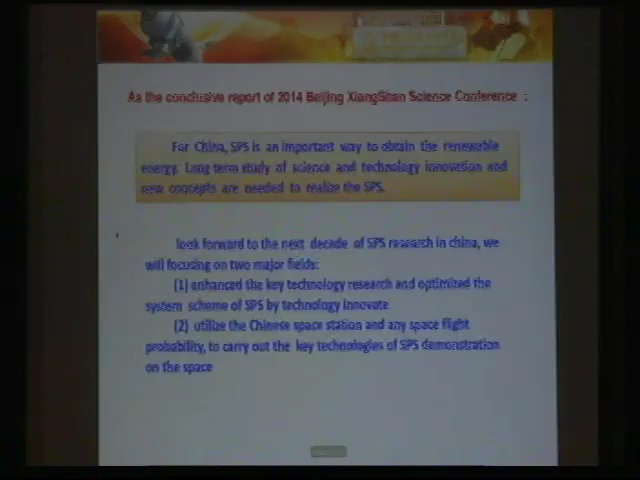 As the conclusive report of 2014 Beijing XiangShan Science Conference :
For China, SPS is an important way to obtain the renewable
energy. Long term study of science and technology innovation and
new concepts are needed to realize the SPS.
look forward to the next decade of SPS research in china, we
will focusing on two major fields:
(1) enhanced the key technology research and optimized the
system scheme of SPS by technology innovate
(2) utilize the Chinese space station and any space flight
probability, to carry out the key technologies of SPS demonstration
on the space